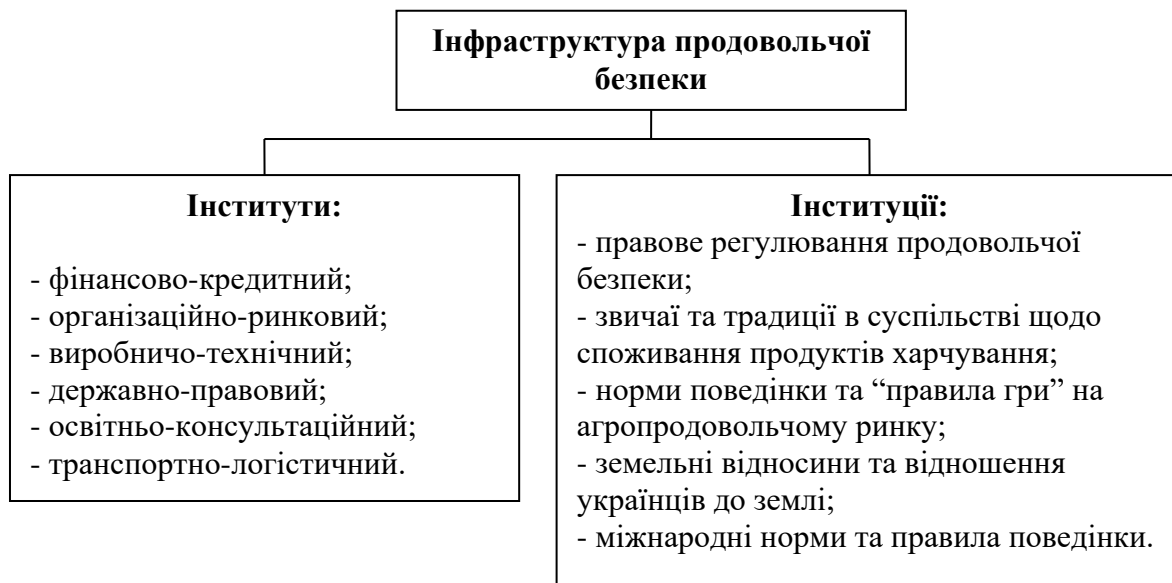 Інфраструктура продовольчої
безпеки
Інститути:
- фінансово-кредитний;
- організаційно-ринковий;
- виробничо-технічний;
- державно-правовий;
- освітньо-консультаційний;
- транспортно-логістичний.
Інституції:
- правове регулювання продовольчої
безпеки;
- звичаї та традиції в суспільстві щодо
споживання продуктів харчування;
- норми поведінки та “правила гри” на
агропродовольчому ринку;
- земельні відносини та відношення
українців до землі;
- міжнародні норми та правила поведінки.